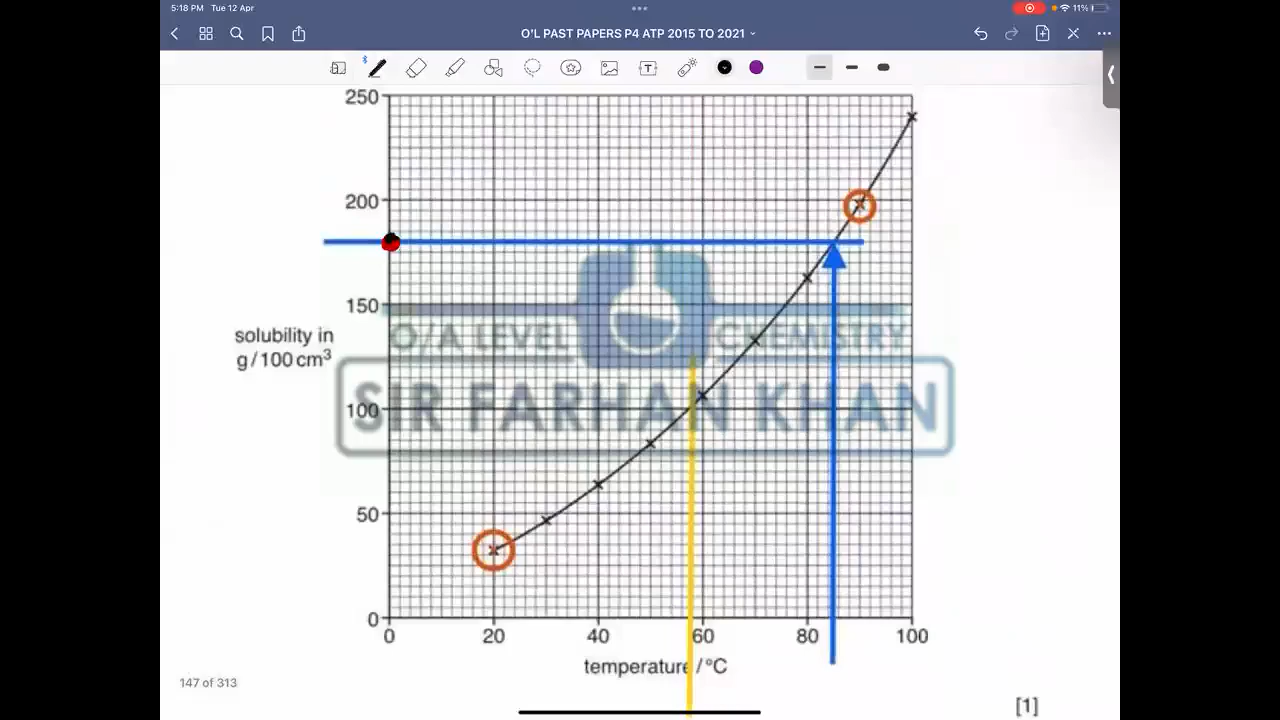 5:18 PM Tue 12 Apr
11%
O'L PAST PAPERS P4 ATP 2015 TO 2021
250
200
150
solubility in
g/100 cm³
O/A LEVEL CHEMISTRY
100
SIR FARHAN KHAN
50
0
0 20 40 60 80 100
temperature / °C
147 of 313
[1]